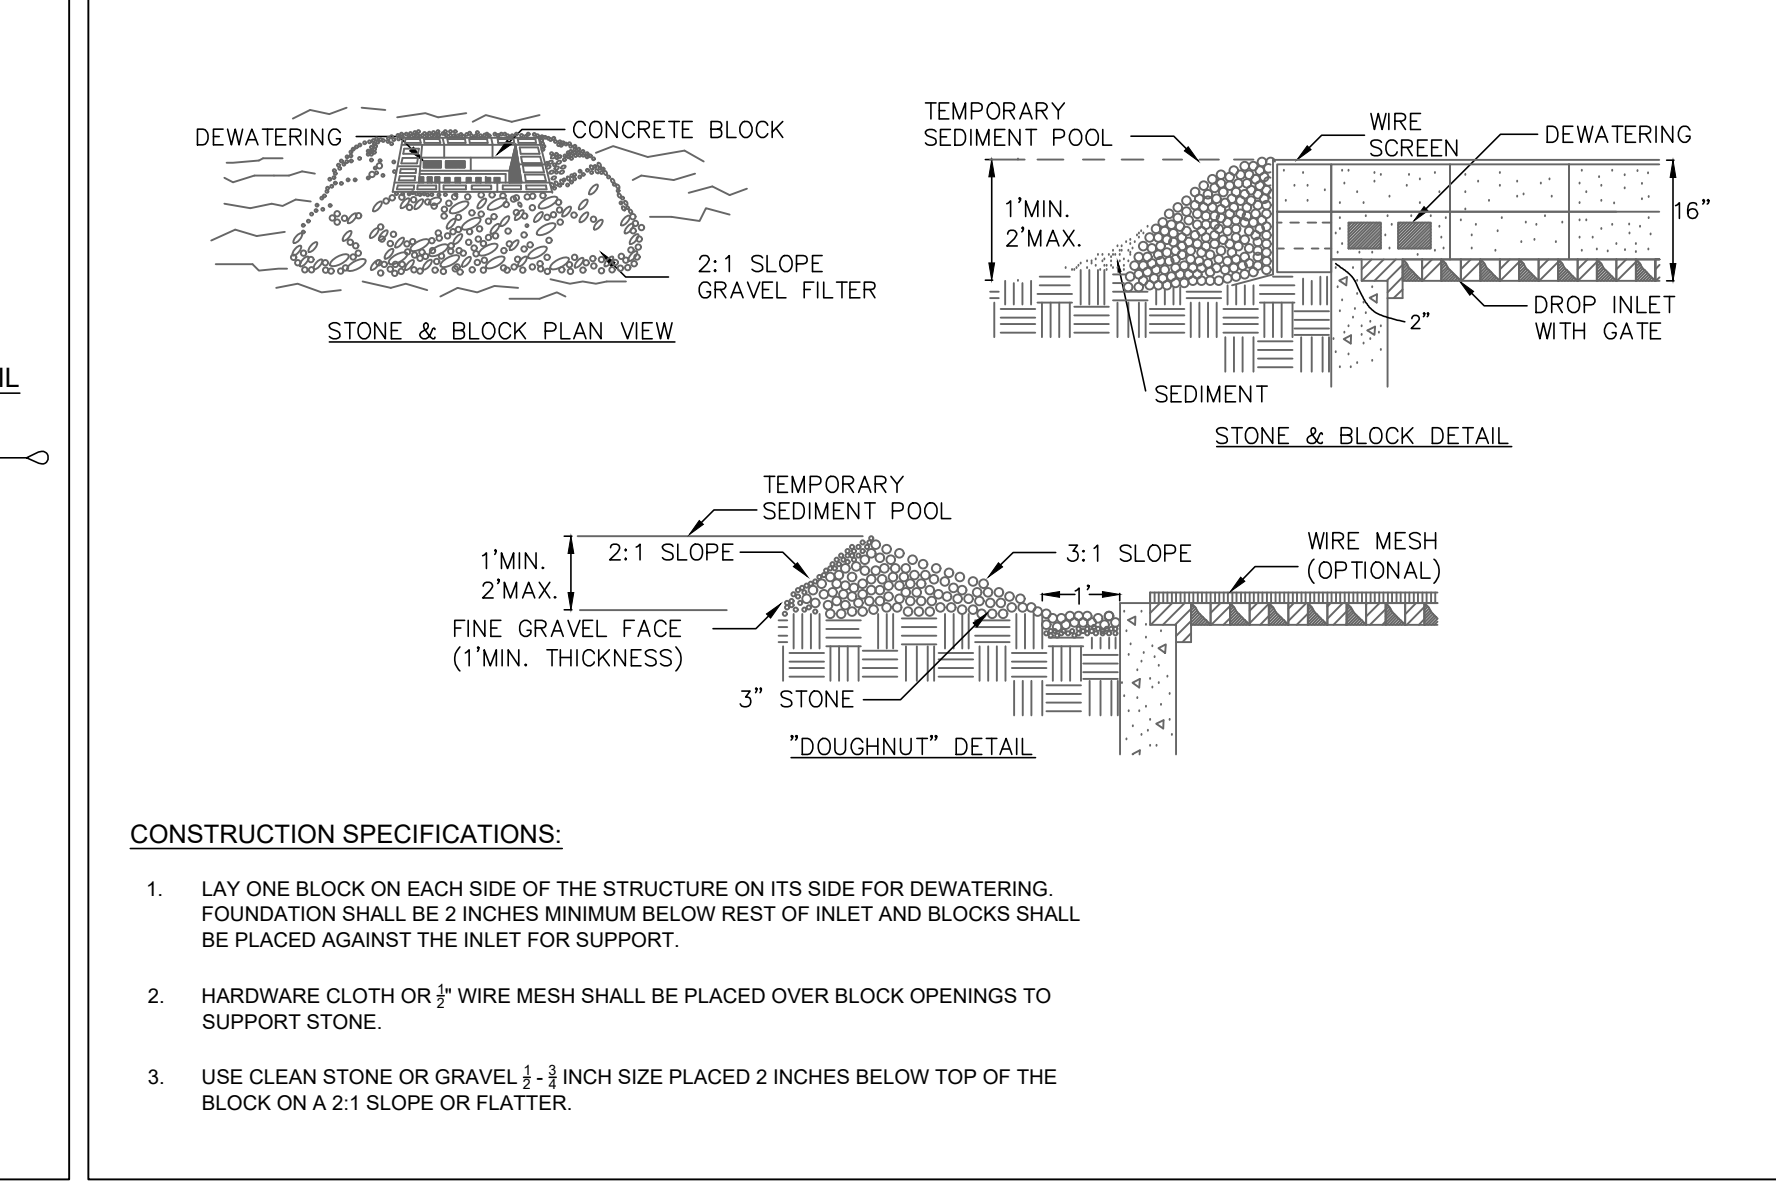 IL
DEWATERING
CONCRETE BLOCK
2:1 SLOPE
GRAVEL FILTER
STONE & BLOCK PLAN VIEW
TEMPORARY
SEDIMENT POOL
WIRE
SCREEN
DEWATERING
1'MIN.
2'MAX.
16"
DROP INLET
WITH GATE
2"
SEDIMENT
STONE & BLOCK DETAIL
TEMPORARY
SEDIMENT POOL
1'MIN.
2'MAX.
2:1 SLOPE
3:1 SLOPE
WIRE MESH
(OPTIONAL)
1'
FINE GRAVEL FACE
(1'MIN. THICKNESS)
3" STONE
"DOUGHNUT" DETAIL
CONSTRUCTION SPECIFICATIONS:
1. LAY ONE BLOCK ON EACH SIDE OF THE STRUCTURE ON ITS SIDE FOR DEWATERING.
FOUNDATION SHALL BE 2 INCHES MINIMUM BELOW REST OF INLET AND BLOCKS SHALL
BE PLACED AGAINST THE INLET FOR SUPPORT.
2. HARDWARE CLOTH OR 1/2" WIRE MESH SHALL BE PLACED OVER BLOCK OPENINGS TO
SUPPORT STONE.
3. USE CLEAN STONE OR GRAVEL 1/2 - 3/4 INCH SIZE PLACED 2 INCHES BELOW TOP OF THE
BLOCK ON A 2:1 SLOPE OR FLATTER.